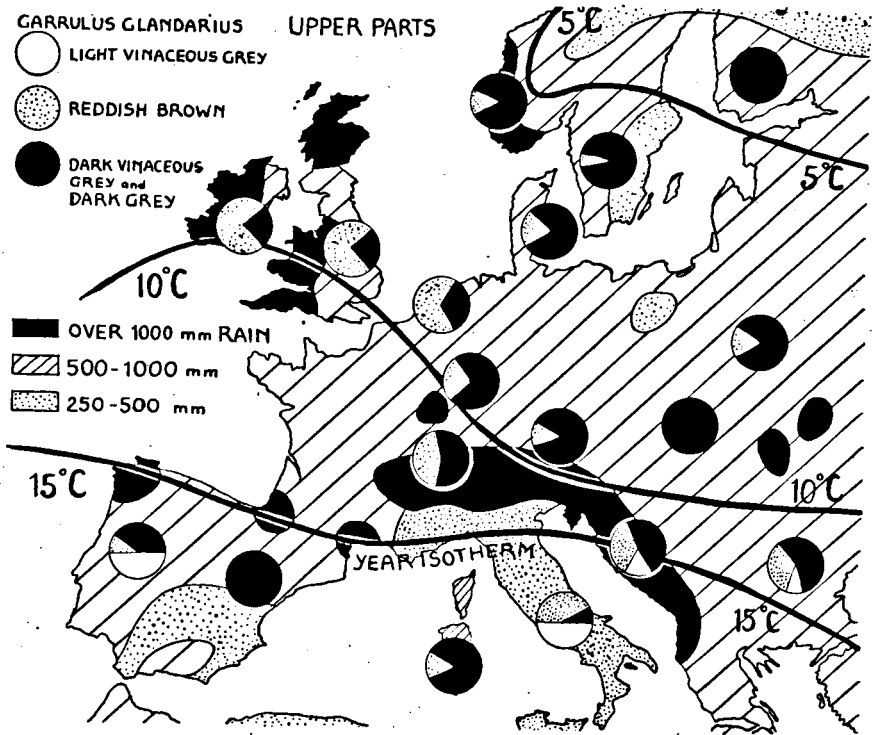 GARRULUS GLANDARIUS UPPER PARTS
LIGHT VINACEOUS GREY
REDDISH BROWN
DARK VINACEOUS
GREY and
DARK GREY
5°C
5°C
10°C
OVER 1000 mm RAIN
500-1000 mm
250-500 mm
15°C
10°C
YEAR ISOTHERM
15°C